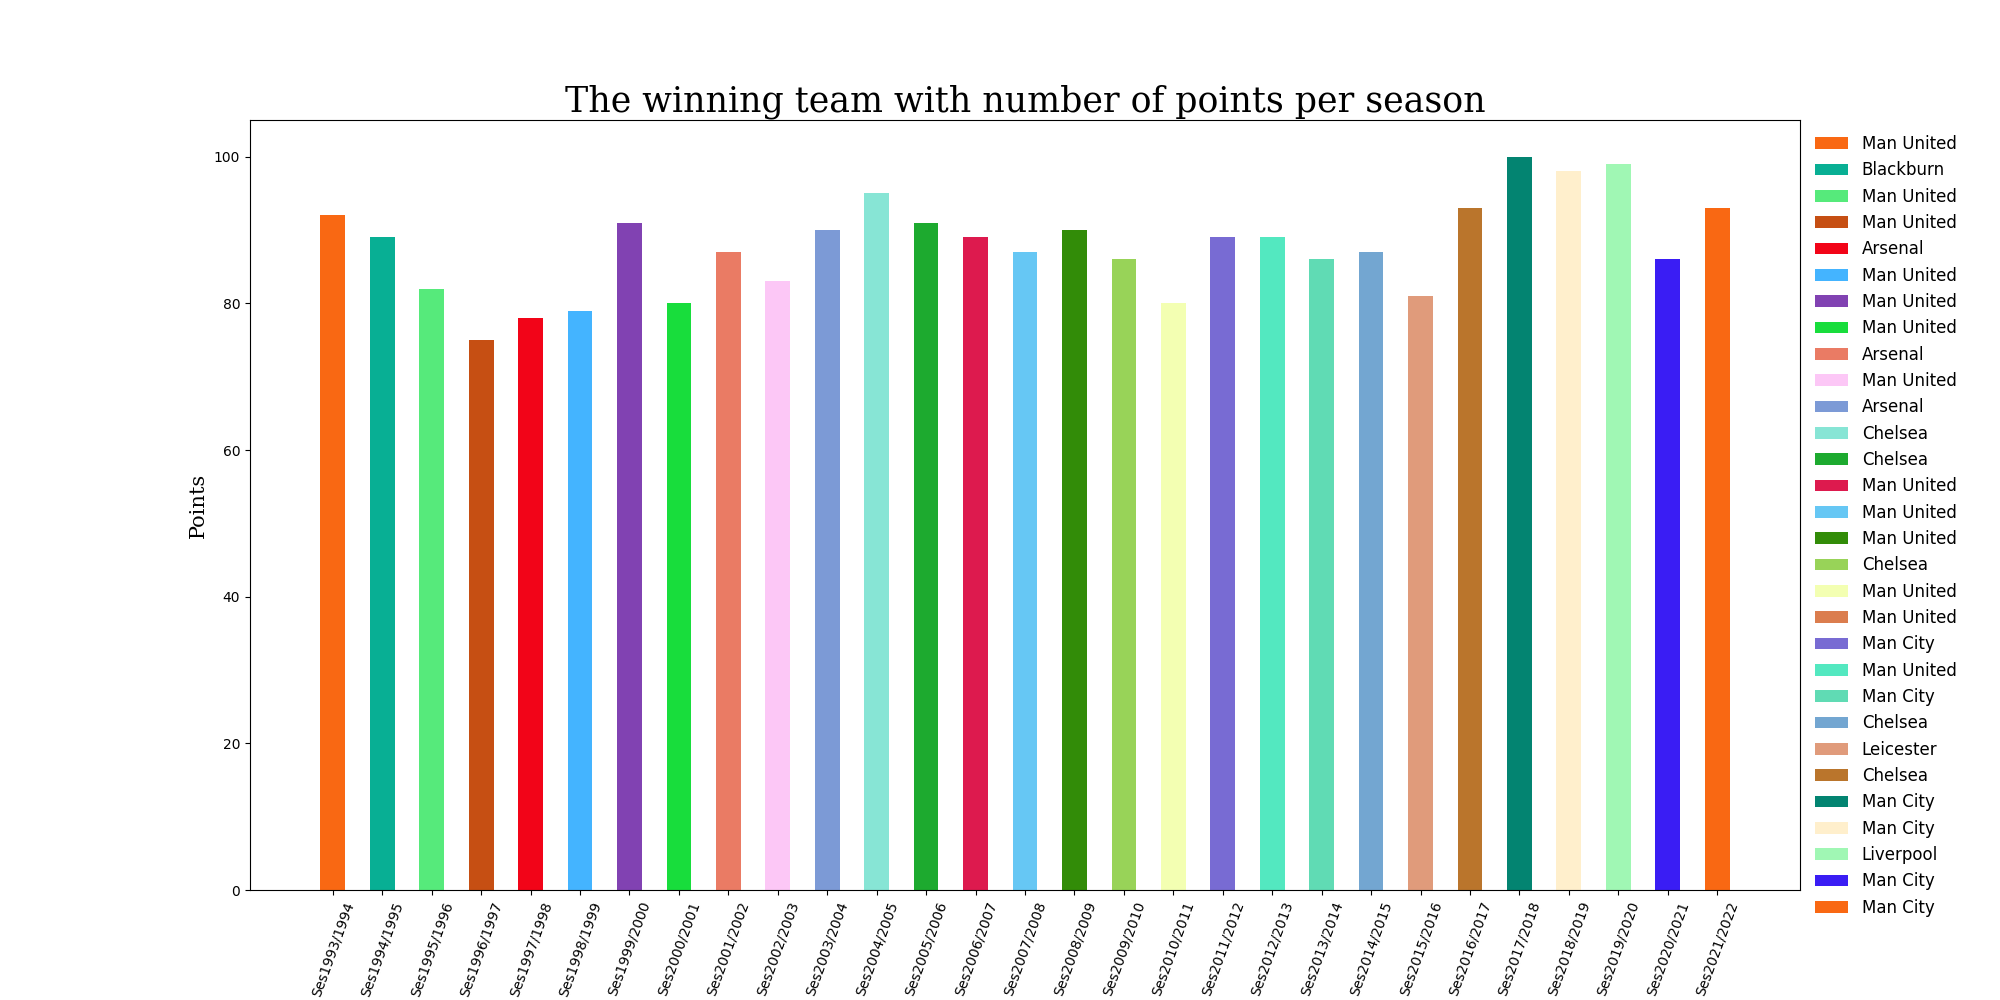 The winning team with number of points per season
Points
100
80
60
40
20
0
Ses1993/1994
Ses1994/1995
Ses1995/1996
Ses1996/1997
Ses1997/1998
Ses1998/1999
Ses1999/2000
Ses2000/2001
Ses2001/2002
Ses2002/2003
Ses2003/2004
Ses2004/2005
Ses2005/2006
Ses2006/2007
Ses2007/2008
Ses2008/2009
Ses2009/2010
Ses2010/2011
Ses2011/2012
Ses2012/2013
Ses2013/2014
Ses2014/2015
Ses2015/2016
Ses2016/2017
Ses2017/2018
Ses2018/2019
Ses2019/2020
Ses2020/2021
Ses2021/2022
Man United
Blackburn
Man United
Man United
Arsenal
Man United
Man United
Man United
Arsenal
Man United
Arsenal
Chelsea
Chelsea
Man United
Man United
Man United
Chelsea
Man United
Man United
Man City
Man United
Man City
Chelsea
Leicester
Chelsea
Man City
Man City
Liverpool
Man City
Man City